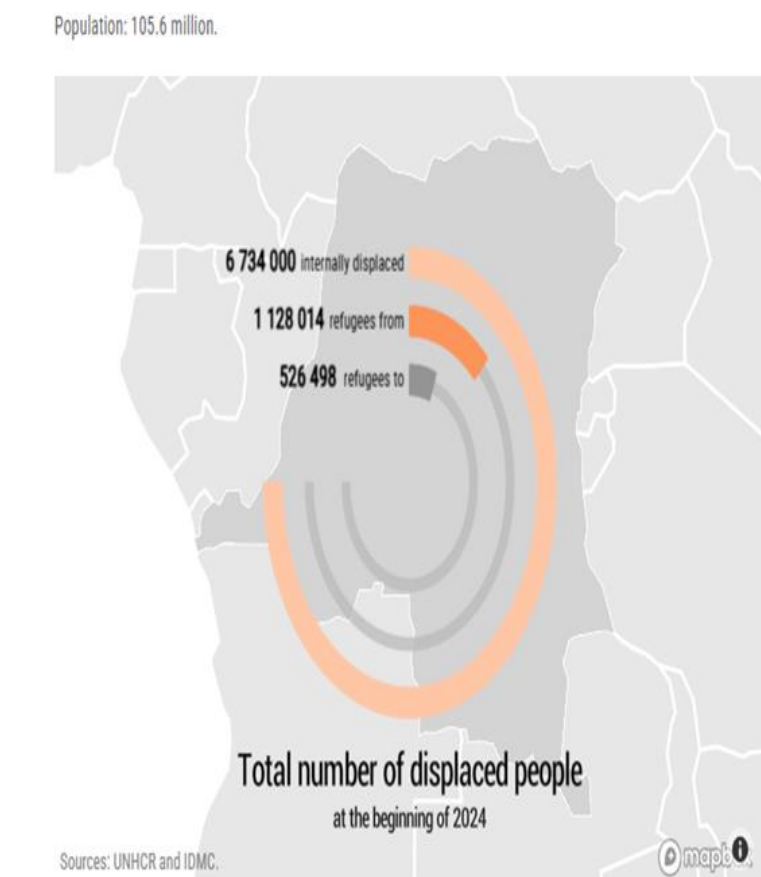 Population: 105.6 million.
6 734 000 internally displaced
1 128 014 refugees from
526 498 refugees to
Total number of displaced people
at the beginning of 2024
Sources: UNHCR and IDMC.